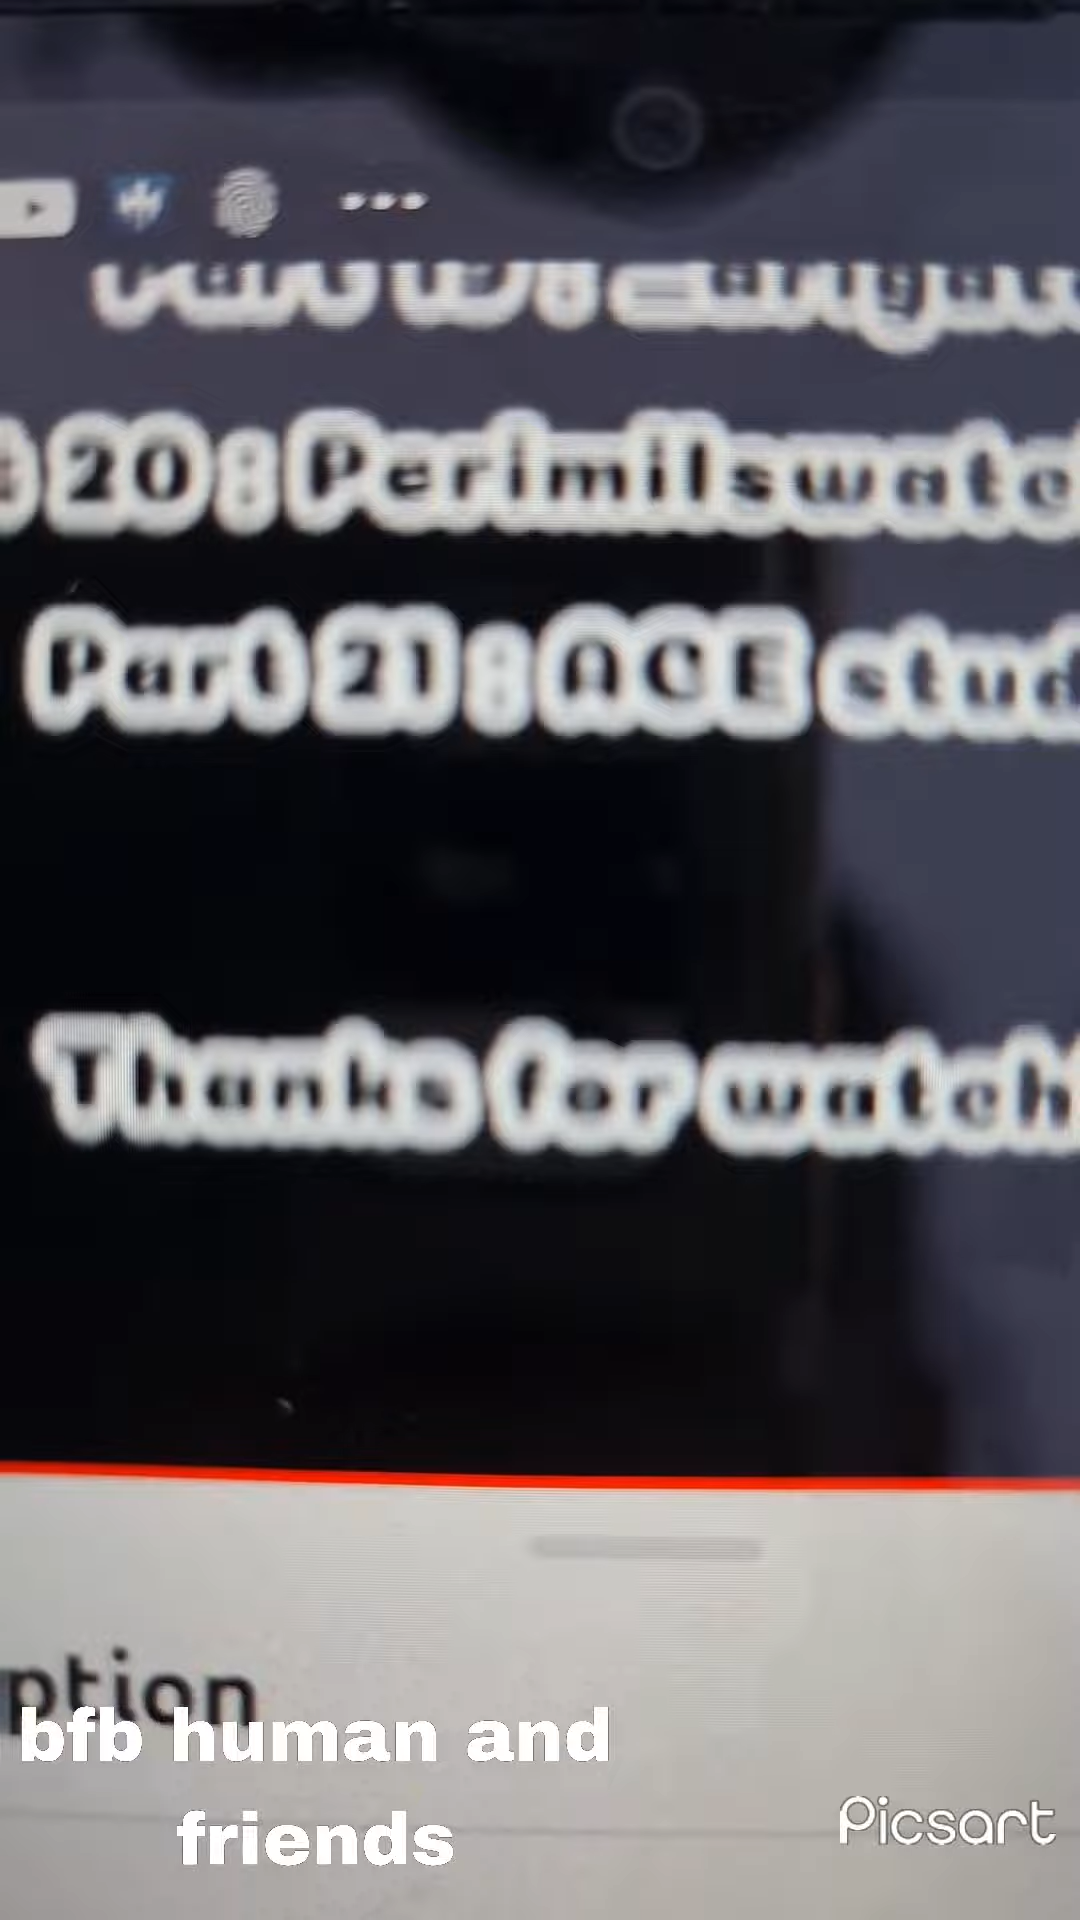 20 : Perimilswatc
Part 21 : ACE stud
Thanks for watch
ption
bfb human and
friends
Picsart